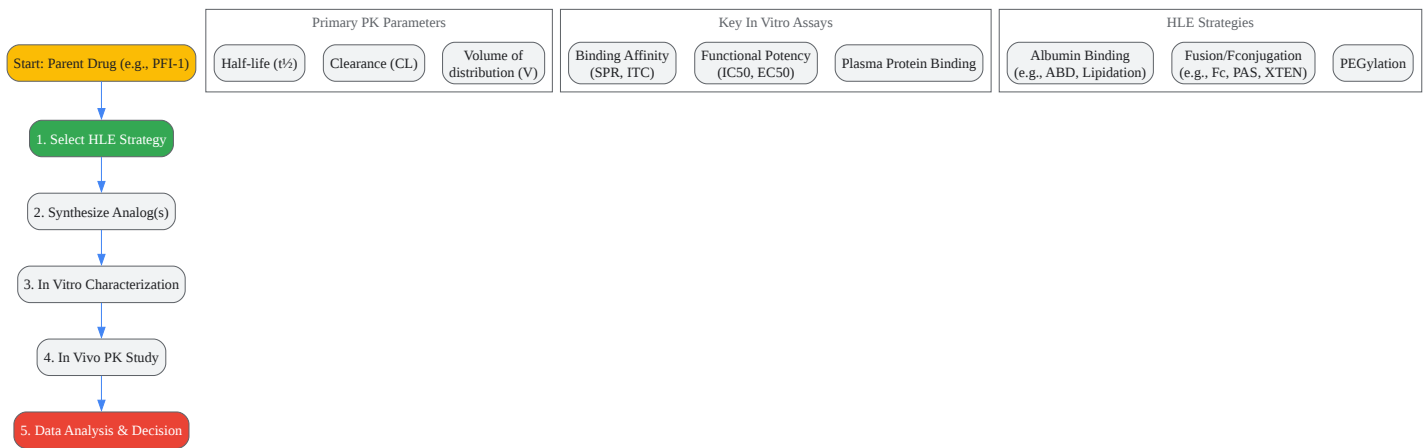 Start: Parent Drug (e.g., PFI-1)
1. Select HLE Strategy
2. Synthesize Analog(s)
3. In Vitro Characterization
4. In Vivo PK Study
5. Data Analysis & Decision
Primary PK Parameters
Half-life (t½)
Clearance (CL)
Volume of
distribution (V)
Key In Vitro Assays
Binding Affinity
(SPR, ITC)
Functional Potency
(IC50, EC50)
Plasma Protein Binding
HLE Strategies
Albumin Binding
(e.g., ABD, Lipidation)
Fusion/Fconjugation
(e.g., Fc, PAS, XTEN)
PEGylation